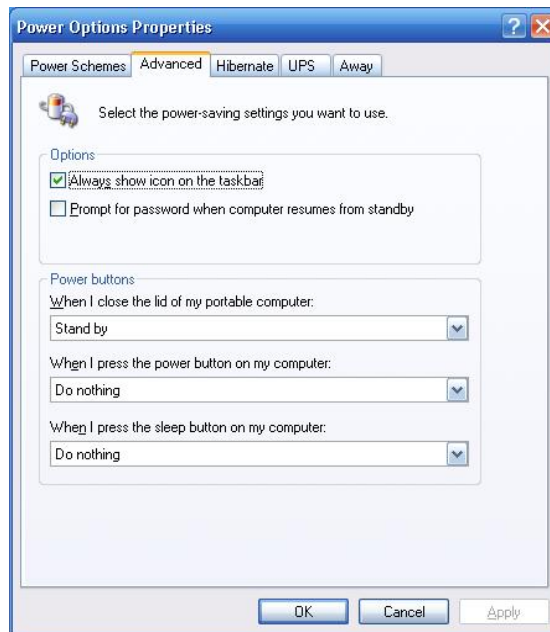 Power Options Properties
Power Schemes Advanced Hibernate UPS Away
Select the power-saving settings you want to use.
Options
Always show icon on the taskbar
Prompt for password when computer resumes from standby
Power buttons
When I close the lid of my portable computer:
Stand by
When I press the power button on my computer:
Do nothing
When I press the sleep button on my computer:
Do nothing
OK Cancel Apply